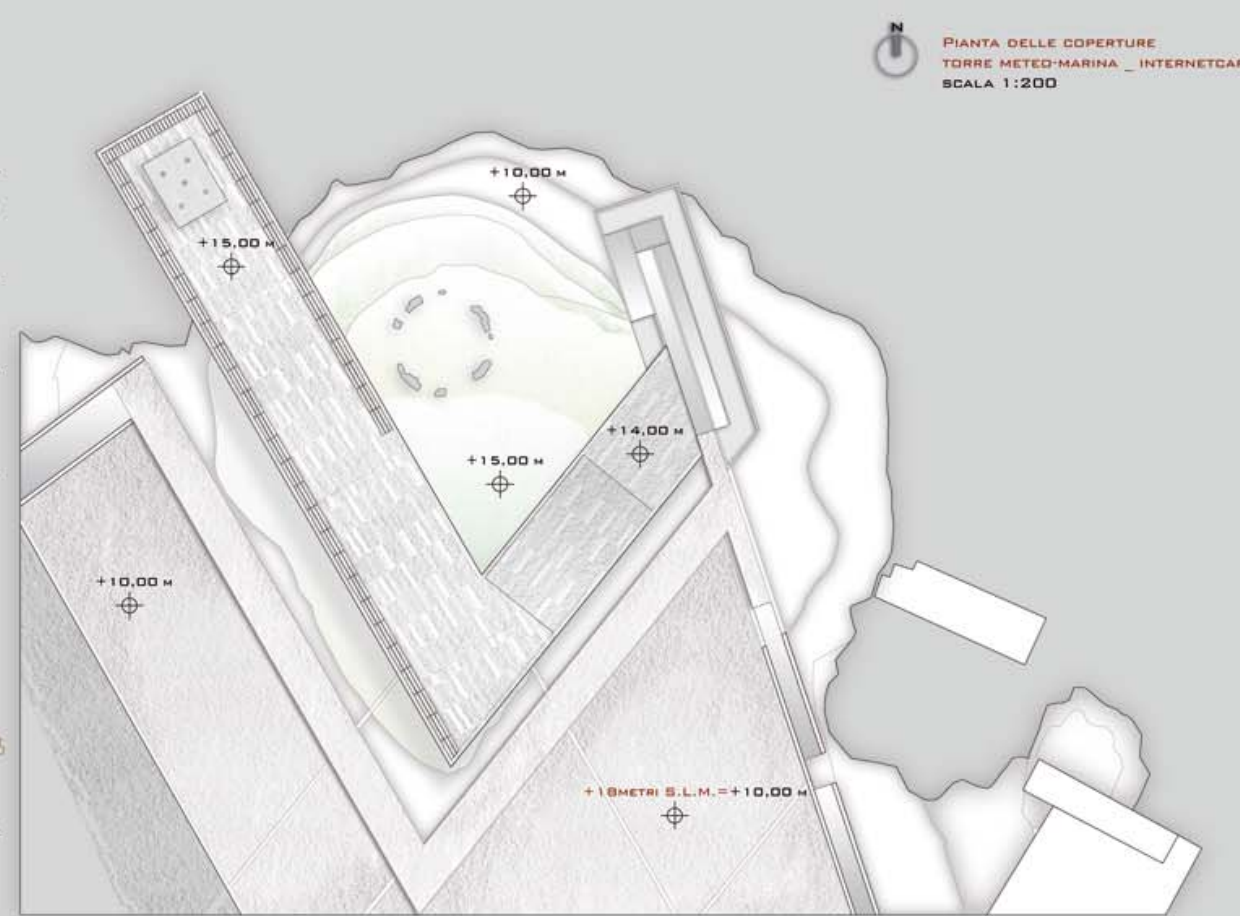 N
PIANTA DELLE COPERTURE
TORRE METEO-MARINA _ INTERNETCAF
SCALA 1:200
+10,00 M
+15,00 M
+14,00 M
+15,00 M
+10,00 M
+18METRI S.L.M.=+10,00 M